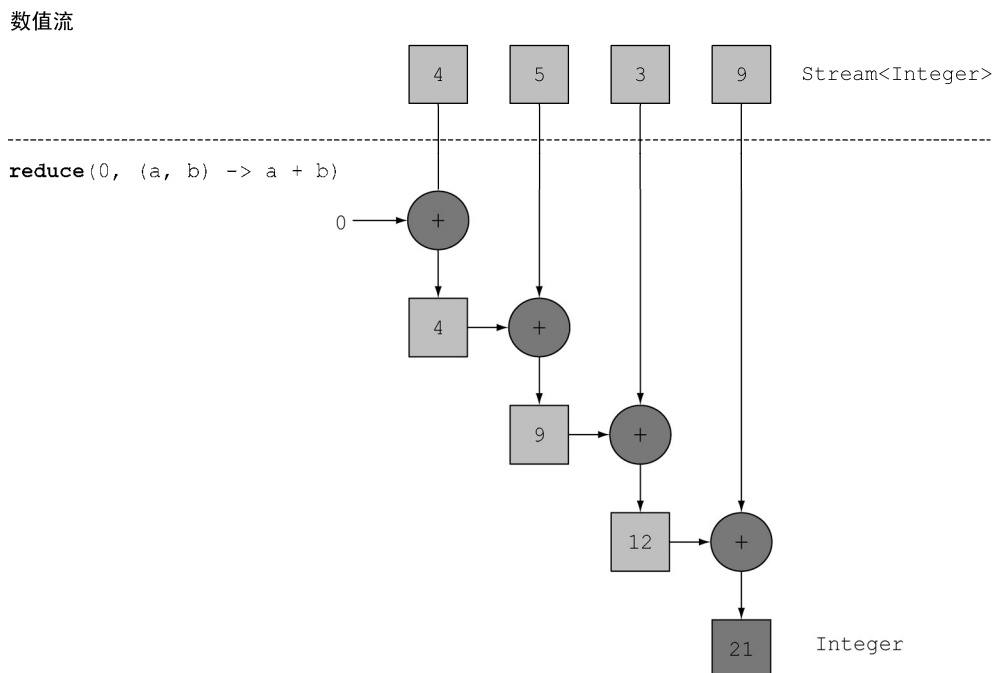 数值流
4 5 3 9 Stream<Integer>
reduce(0, (a, b) -> a + b)
0 +
4 +
9 +
12 +
21 Integer